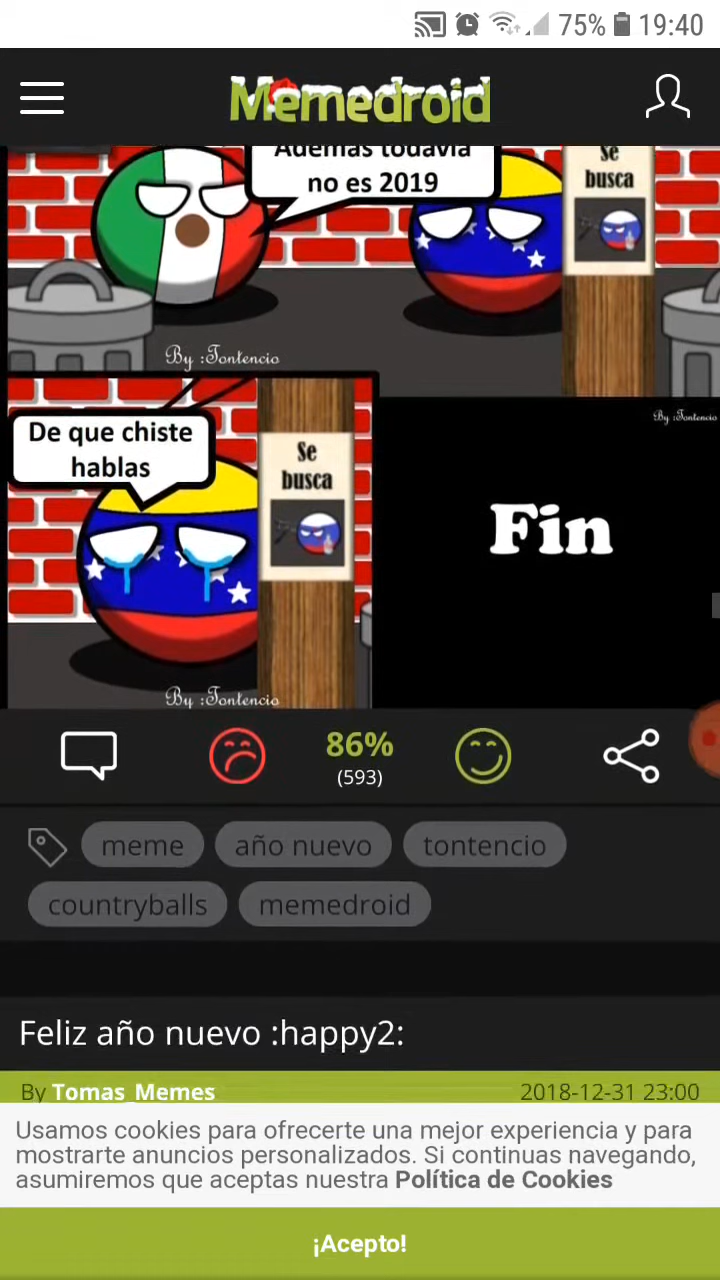 75% 19:40
Memedroid
Además todavía
no es 2019
Se
busca
By :Tontencio
De que chiste
hablas
Se
busca
By :Tontencio
By :Tontencio
Fin
86%
(593)
meme año nuevo tontencio
countryballs memedroid
Feliz año nuevo :happy2:
By Tomas_Memes 2018-12-31 23:00
Usamos cookies para ofrecerte una mejor experiencia y para
mostrarte anuncios personalizados. Si continuas navegando,
asumiremos que aceptas nuestra Política de Cookies
¡Acepto!